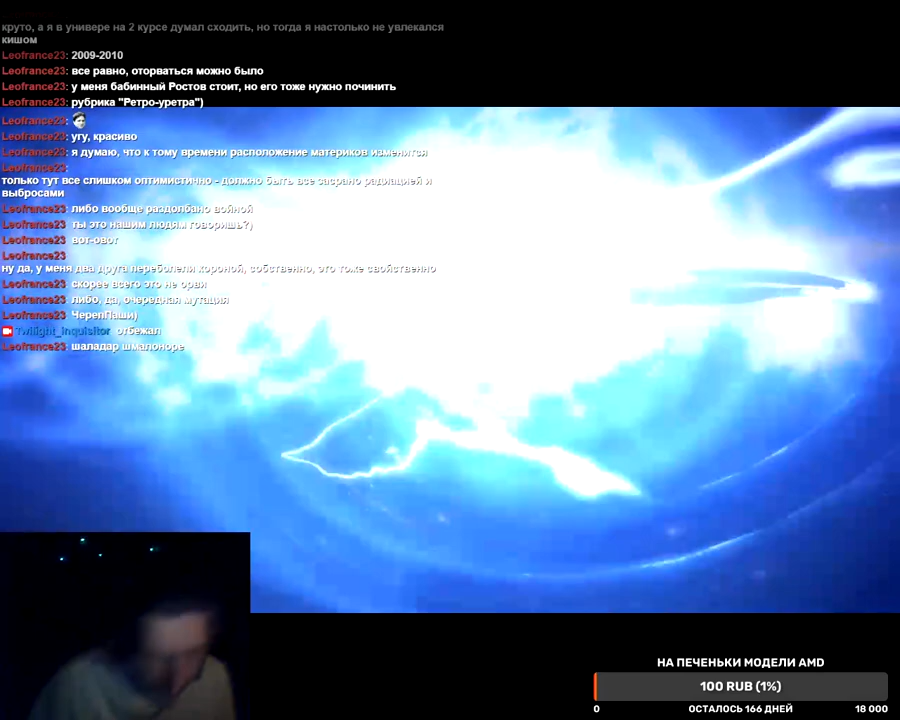 круто, а я в универе на 2 курсе думал сходить, но тогда я настолько не увлекался
кишом
Leofrance23: 2009-2010
Leofrance23: все равно, оторваться можно было
Leofrance23: у меня бабинный Ростов стоит, но его тоже нужно починить
Leofrance23: рубрика "Ретро-уретра")
Leofrance23:
Leofrance23: угу, красиво
Leofrance23: я думаю, что к тому времени расположение материков изменится
Leofrance23:
только тут все слишком оптимистично - должно быть все засрано радиацией и
выбросами
Leofrance23: либо вообще раздолбано войной
Leofrance23: ты это нашим людям говоришь?)
Leofrance23: вот-овот
Leofrance23:
ну да, у меня два друга переболели короной, собственно, это тоже свойственно
Leofrance23: скорее всего это не орви
Leofrance23: либо, да, очередная мутация
Leofrance23: ЧерепПаши)
Twilight_Inquisitor: отбежал
Leofrance23: шаладар шмалоноре
НА ПЕЧЕНЬКИ МОДЕЛИ AMD
100 RUB (1%)
0 ОСТАЛОСЬ 166 ДНЕЙ 18 000